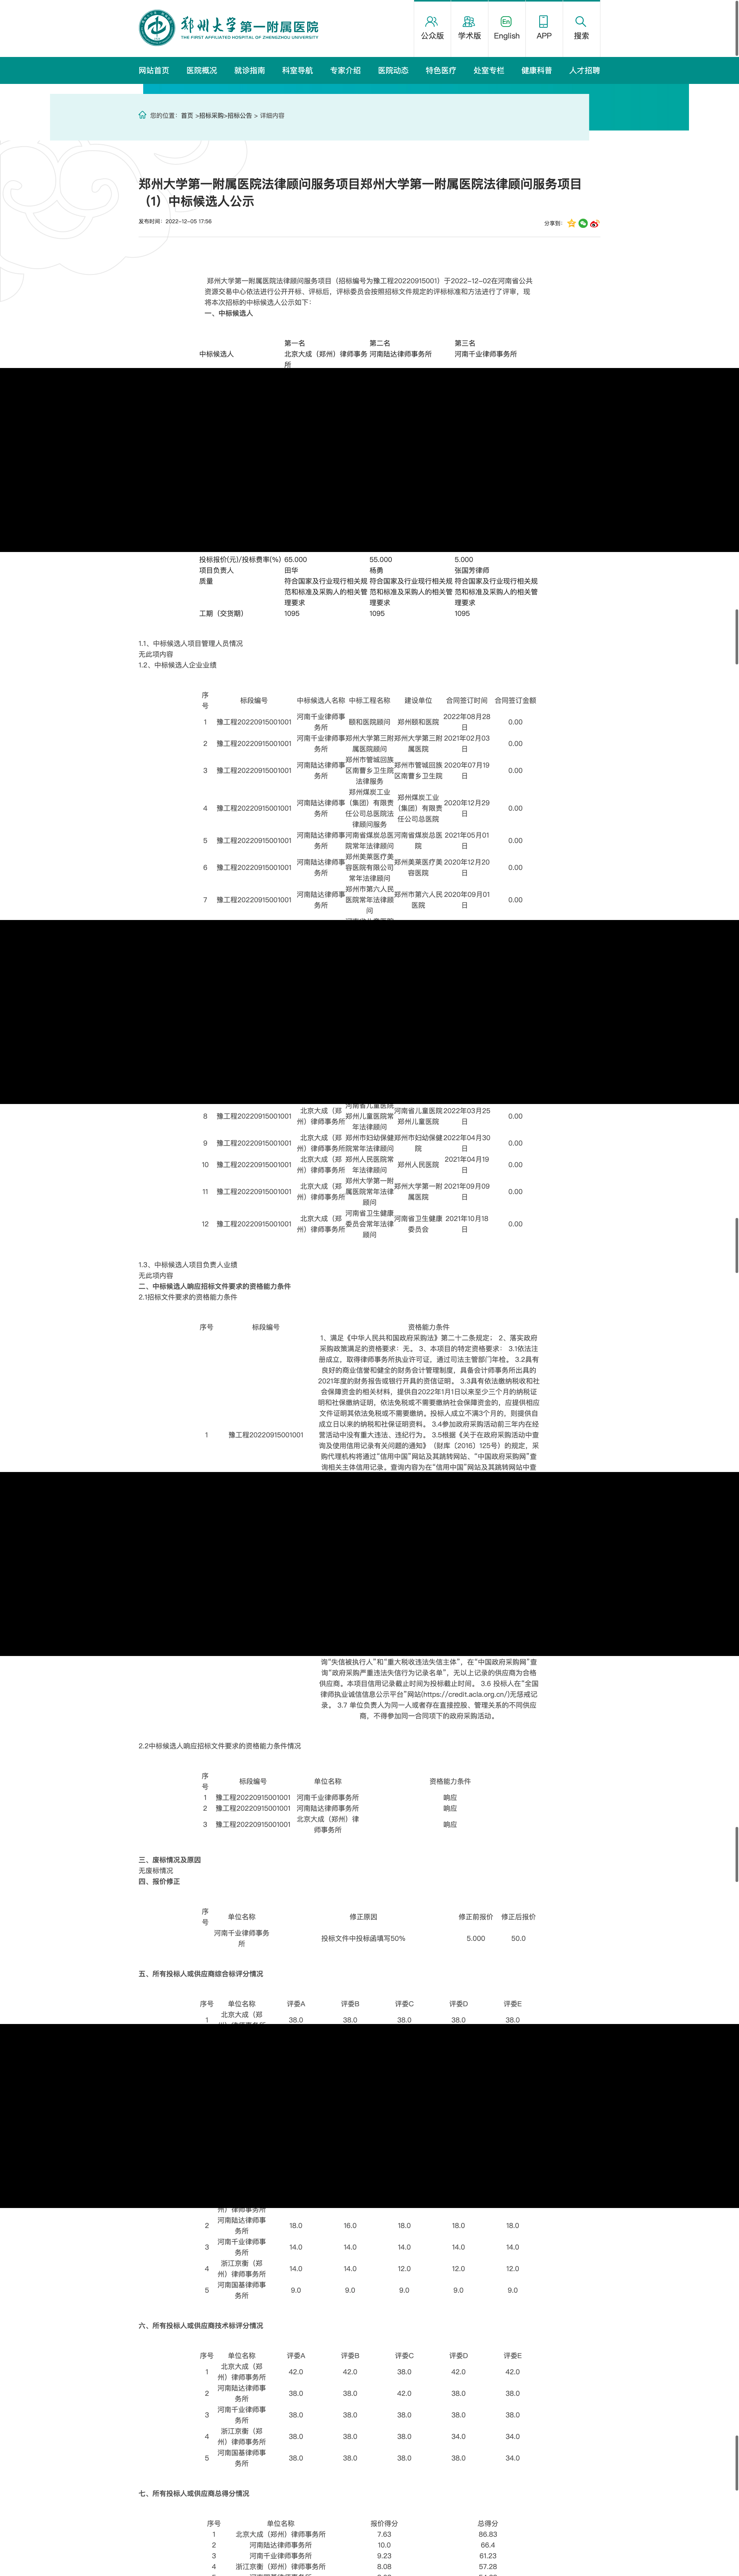 郑州大学第一附属医院
THE FIRST AFFILIATED HOSPITAL OF ZHENGZHOU UNIVERSITY
公众版
学术版
En
English
APP
搜索
网站首页 医院概况 就诊指南 科室导航 专家介绍 医院动态 特色医疗 处室专栏 健康科普 人才招聘
您的位置：首页 >招标采购>招标公告 > 详细内容
郑州大学第一附属医院法律顾问服务项目郑州大学第一附属医院法律顾问服务项目
（1）中标候选人公示
发布时间：2022-12-05 17:56
分享到：
郑州大学第一附属医院法律顾问服务项目（招标编号为豫工程20220915001）于2022-12-02在河南省公共
资源交易中心依法进行公开开标、评标后，评标委员会按照招标文件规定的评标标准和方法进行了评审，现
将本次招标的中标候选人公示如下：
一、中标候选人
第一名 第二名 第三名
中标候选人 北京大成（郑州）律师事务 河南陆达律师事务所 河南千业律师事务所
所
投标报价(元)/投标费率(%) 65.000 55.000 5.000
项目负责人 田华 杨勇 张国芳律师
质量 符合国家及行业现行相关规 符合国家及行业现行相关规 符合国家及行业现行相关规
范和标准及采购人的相关管 范和标准及采购人的相关管 范和标准及采购人的相关管
理要求 理要求 理要求
工期（交货期） 1095 1095 1095
1.1、中标候选人项目管理人员情况
无此项内容
1.2、中标候选人企业业绩
序
号 标段编号 中标候选人名称 中标工程名称 建设单位 合同签订时间 合同签订金额
1 豫工程20220915001001 河南千业律师事务所 颐和医院顾问 郑州颐和医院 2022年08月28日 0.00
2 豫工程20220915001001 河南千业律师事务所 郑州大学第三附属医院顾问 郑州大学第三附属医院 2021年02月03日 0.00
3 豫工程20220915001001 河南陆达律师事务所 郑州市管城回族区南曹乡卫生院法律服务 郑州市管城回族区南曹乡卫生院 2020年07月19日 0.00
4 豫工程20220915001001 河南陆达律师事务所 郑州煤炭工业（集团）有限责任公司总医院法律顾问服务 郑州煤炭工业（集团）有限责任公司总医院 2020年12月29日 0.00
5 豫工程20220915001001 河南陆达律师事务所 河南省煤炭总医院常年法律顾问 河南省煤炭总医院 2021年05月01日 0.00
6 豫工程20220915001001 河南陆达律师事务所 郑州美莱医疗美容医院有限公司常年法律顾问 郑州美莱医疗美容医院 2020年12月20日 0.00
7 豫工程20220915001001 河南陆达律师事务所 郑州市第六人民医院常年法律顾问 郑州市第六人民医院 2020年09月01日 0.00
8 豫工程20220915001001 北京大成（郑州）律师事务所 河南省儿童医院郑州儿童医院常年法律顾问 河南省儿童医院郑州儿童医院 2022年03月25日 0.00
9 豫工程20220915001001 北京大成（郑州）律师事务所 郑州市妇幼保健院常年法律顾问 郑州市妇幼保健院 2022年04月30日 0.00
10 豫工程20220915001001 北京大成（郑州）律师事务所 郑州人民医院常年法律顾问 郑州人民医院 2021年04月19日 0.00
11 豫工程20220915001001 北京大成（郑州）律师事务所 郑州大学第一附属医院常年法律顾问 郑州大学第一附属医院 2021年09月09日 0.00
12 豫工程20220915001001 北京大成（郑州）律师事务所 河南省卫生健康委员会常年法律顾问 河南省卫生健康委员会 2021年10月18日 0.00
1.3、中标候选人项目负责人业绩
无此项内容
二、中标候选人响应招标文件要求的资格能力条件
2.1招标文件要求的资格能力条件
序号 标段编号 资格能力条件
1、满足《中华人民共和国政府采购法》第二十二条规定； 2、落实政府
采购政策满足的资格要求：无。 3、本项目的特定资格要求： 3.1依法注
册成立，取得律师事务所执业许可证，通过司法主管部门年检。 3.2具有
良好的商业信誉和健全的财务会计管理制度，具备会计师事务所出具的
2021年度的财务报告或银行开具的资信证明。 3.3具有依法缴纳税收和社
会保障资金的相关材料，提供自2022年1月1日以来至少三个月的纳税证
明和社保缴纳证明，依法免税或不需要缴纳社会保障资金的，应提供相应
文件证明其依法免税或不需要缴纳。投标人成立不满3个月的，则提供自
成立日以来的纳税和社保证明资料。 3.4参加政府采购活动前三年内在经
1 豫工程20220915001001 营活动中没有重大违法、违纪行为。 3.5根据《关于在政府采购活动中查
询及使用信用记录有关问题的通知》（财库〔2016〕125号）的规定，采
购代理机构将通过“信用中国”网站及其跳转网站、“中国政府采购网”查
询相关主体信用记录。查询内容为在“信用中国”网站及其跳转网站中查
询“失信被执行人”和“重大税收违法失信主体”，在“中国政府采购网”查
询“政府采购严重违法失信行为记录名单”，无以上记录的供应商为合格
供应商。本项目信用记录截止时间为投标截止时间。 3.6 投标人在“全国
律师执业诚信信息公示平台”网站(https://credit.acla.org.cn/)无惩戒记
录。 3.7 单位负责人为同一人或者存在直接控股、管理关系的不同供应
商，不得参加同一合同项下的政府采购活动。
2.2中标候选人响应招标文件要求的资格能力条件情况
序
号 标段编号 单位名称 资格能力条件
1 豫工程20220915001001 河南千业律师事务所 响应
2 豫工程20220915001001 河南陆达律师事务所 响应
3 豫工程20220915001001 北京大成（郑州）律师事务所 响应
三、废标情况及原因
无废标情况
四、报价修正
序
号 单位名称 修正原因 修正前报价 修正后报价
河南千业律师事务所 投标文件中投标函填写50% 5.000 50.0
五、所有投标人或供应商综合标评分情况
序号 单位名称 评委A 评委B 评委C 评委D 评委E
1 北京大成（郑州）律师事务所 38.0 38.0 38.0 38.0 38.0
2 河南陆达律师事务所 18.0 16.0 18.0 18.0 18.0
3 河南千业律师事务所 14.0 14.0 14.0 14.0 14.0
4 浙江京衡（郑州）律师事务所 14.0 14.0 12.0 12.0 12.0
5 河南国基律师事务所 9.0 9.0 9.0 9.0 9.0
六、所有投标人或供应商技术标评分情况
序号 单位名称 评委A 评委B 评委C 评委D 评委E
1 北京大成（郑州）律师事务所 42.0 42.0 38.0 42.0 42.0
2 河南陆达律师事务所 38.0 38.0 42.0 38.0 38.0
3 河南千业律师事务所 38.0 38.0 38.0 38.0 38.0
4 浙江京衡（郑州）律师事务所 38.0 38.0 38.0 34.0 34.0
5 河南国基律师事务所 38.0 38.0 38.0 38.0 34.0
七、所有投标人或供应商总得分情况
序号 单位名称 报价得分 总得分
1 北京大成（郑州）律师事务所 7.63 86.83
2 河南陆达律师事务所 10.0 66.4
3 河南千业律师事务所 9.23 61.23
4 浙江京衡（郑州）律师事务所 8.08 57.28